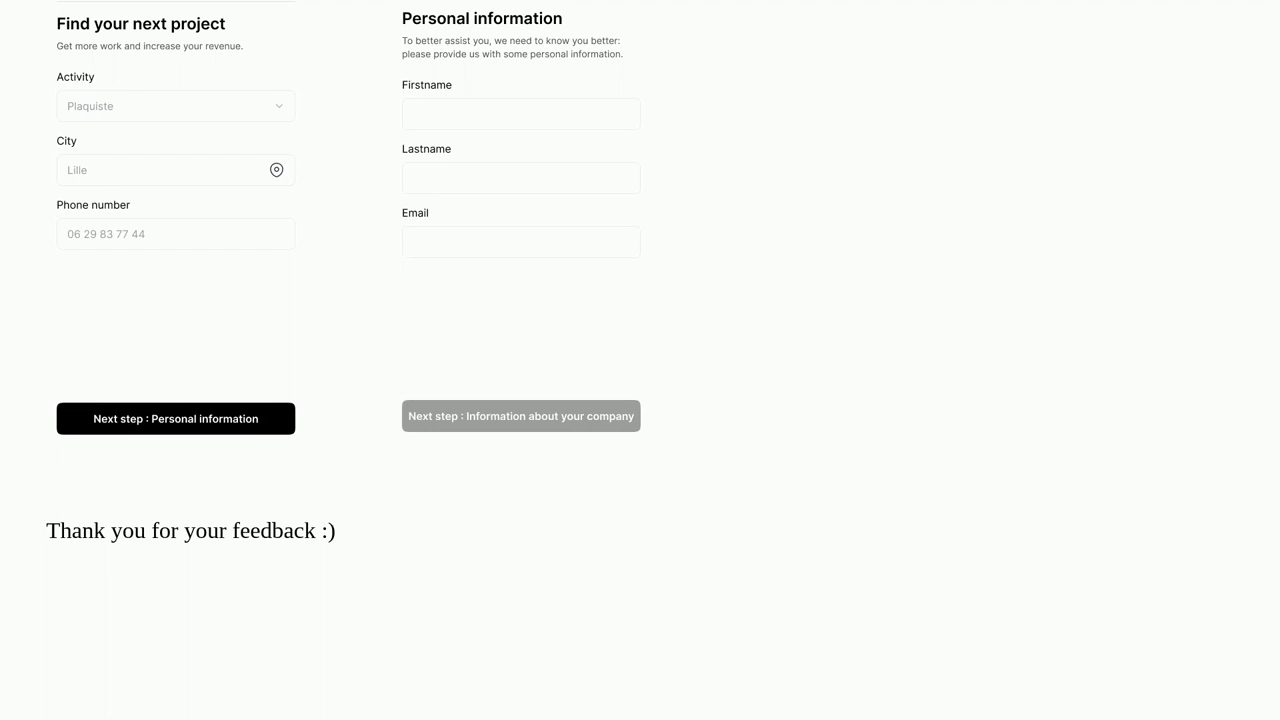 Find your next project
Get more work and increase your revenue.
Activity
Plaquiste
City
Lille
Phone number
06 29 83 77 44
Next step : Personal information
Personal information
To better assist you, we need to know you better:
please provide us with some personal information.
Firstname
Lastname
Email
Next step : Information about your company
Thank you for your feedback :)